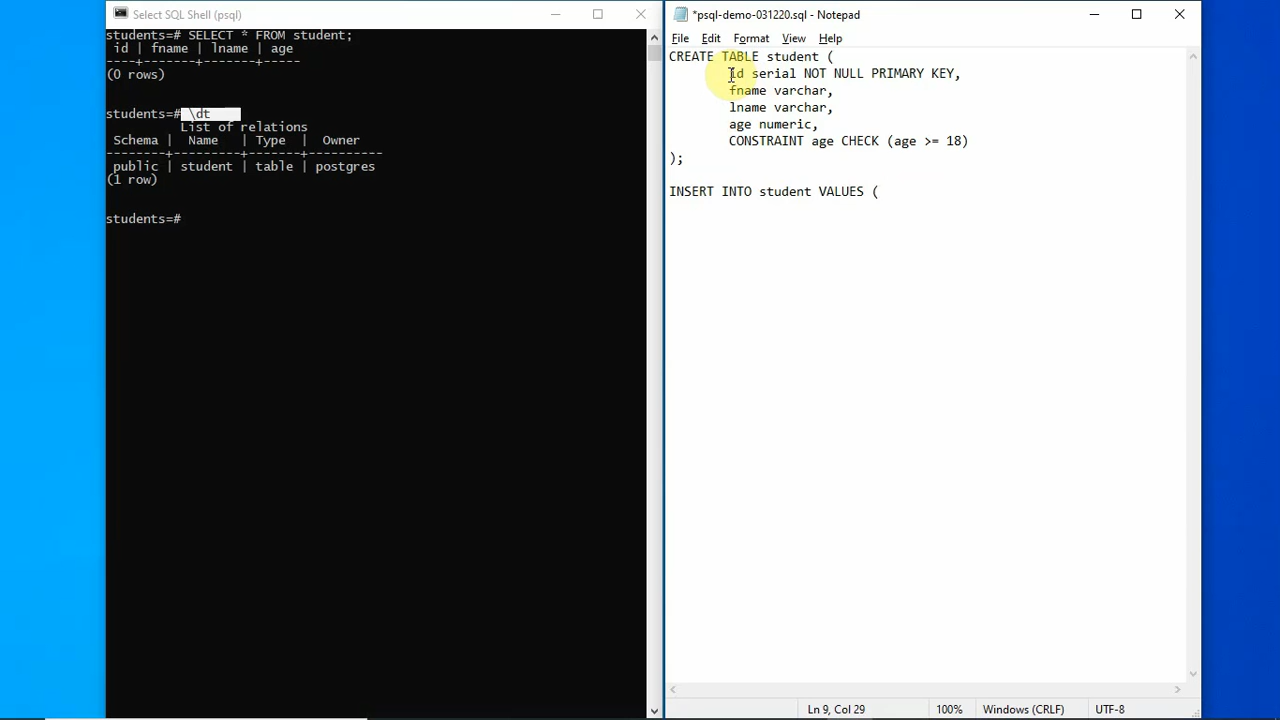 Select SQL Shell (psql)
students=# SELECT * FROM student;
 id | fname | lname | age
----+-------+-------+-----
(0 rows)
students=# \dt
          List of relations
 Schema |  Name   | Type  |  Owner
--------+---------+-------+----------
 public | student | table | postgres
(1 row)
students=#
*psql-demo-031220.sql - Notepad
File Edit Format View Help
CREATE TABLE student (
        id serial NOT NULL PRIMARY KEY,
        fname varchar,
        lname varchar,
        age numeric,
        CONSTRAINT age CHECK (age >= 18)
);
INSERT INTO student VALUES (
Ln 9, Col 29 100% Windows (CRLF) UTF-8